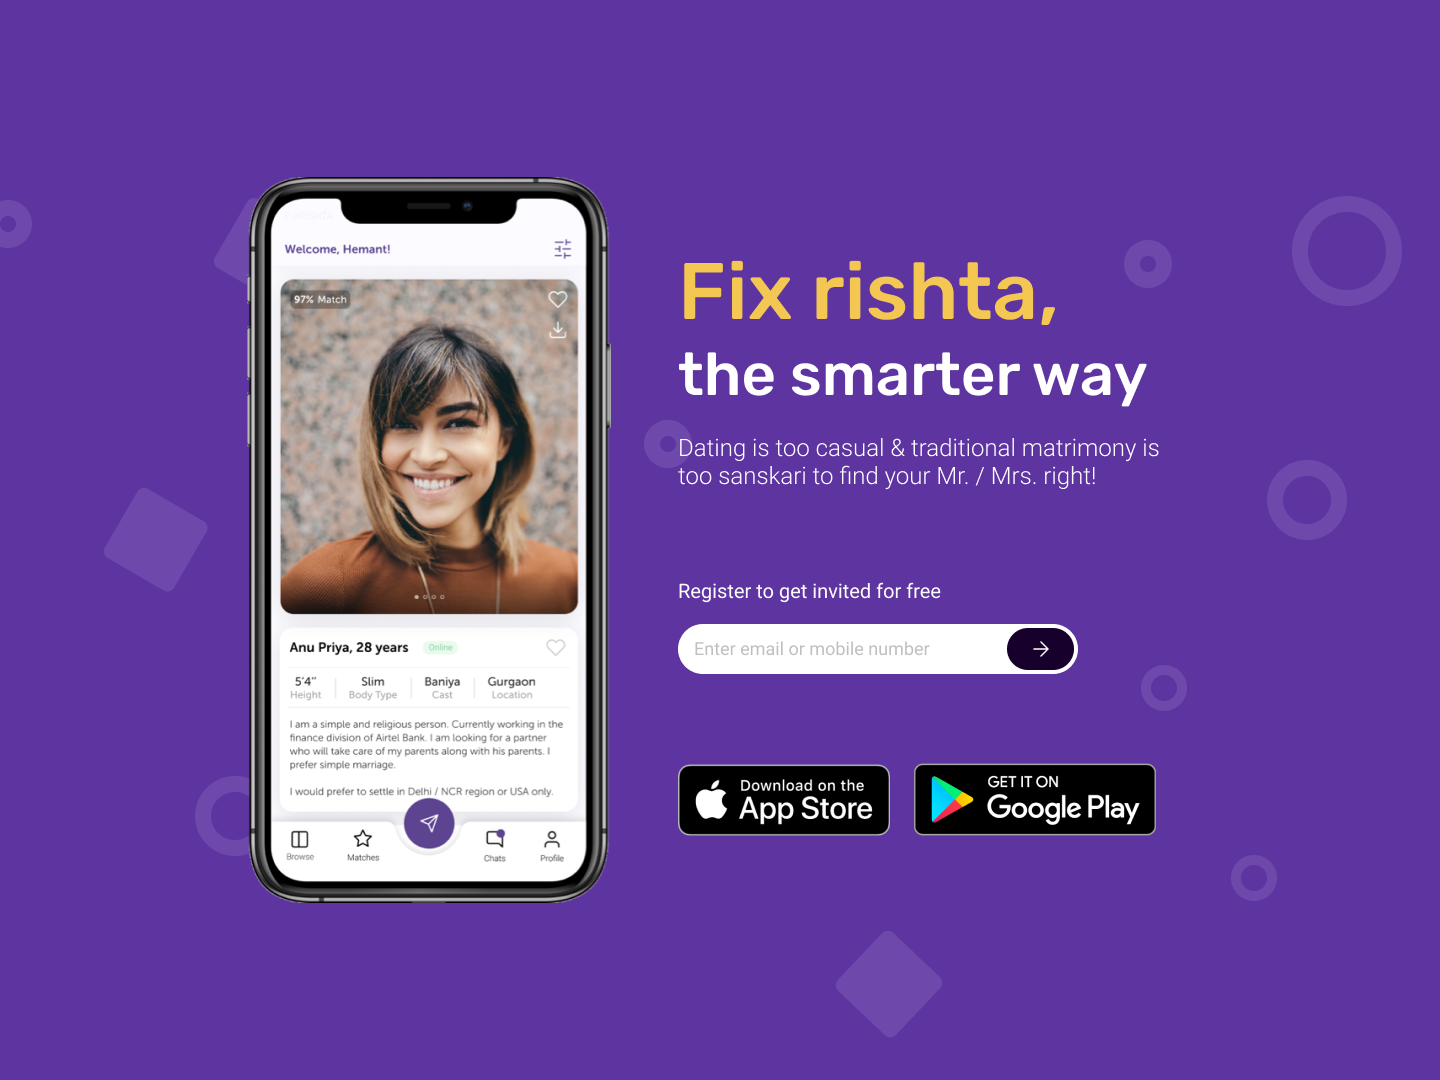 Welcome, Hemant!
97% Match
Anu Priya, 28 years Online
5'4" Slim Baniya Gurgaon
Height Body Type Cast Location
I am a simple and religious person. Currently working in the
finance division of Airtel Bank. I am looking for a partner
who will take care of my parents along with his parents. I
prefer simple marriage.
I would prefer to settle in Delhi / NCR region or USA only.
Browse Matches Chats Profile
Fix rishta,
the smarter way
Dating is too casual & traditional matrimony is
too sanskari to find your Mr. / Mrs. right!
Register to get invited for free
Enter email or mobile number
Download on the
App Store
GET IT ON
Google Play